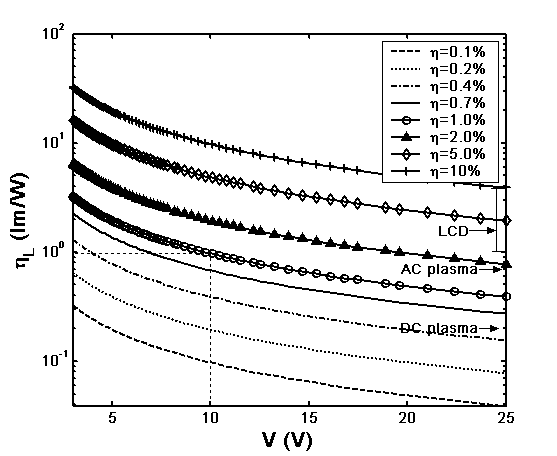 10²
η=0.1%
η=0.2%
η=0.4%
η=0.7%
η=1.0%
η=2.0%
η=5.0%
η=10%
10¹
10⁰
10⁻¹
η_L (lm/W)
LCD
AC plasma
DC plasma
5
10
15
20
25
V (V)